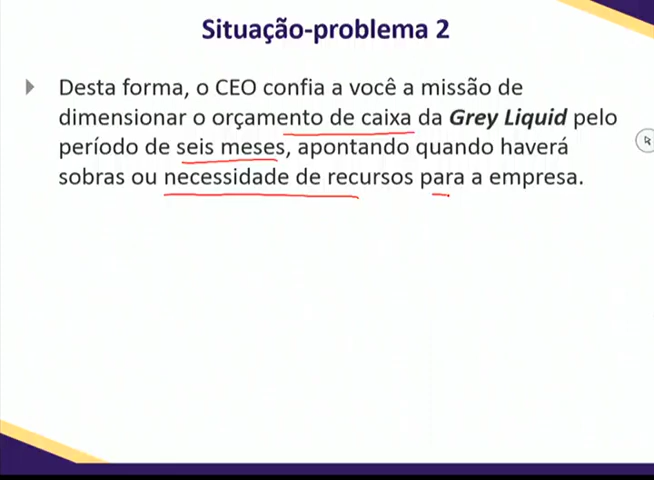 Situação-problema 2
Desta forma, o CEO confia a você a missão de
dimensionar o orçamento de caixa da Grey Liquid pelo
período de seis meses, apontando quando haverá
sobras ou necessidade de recursos para a empresa.